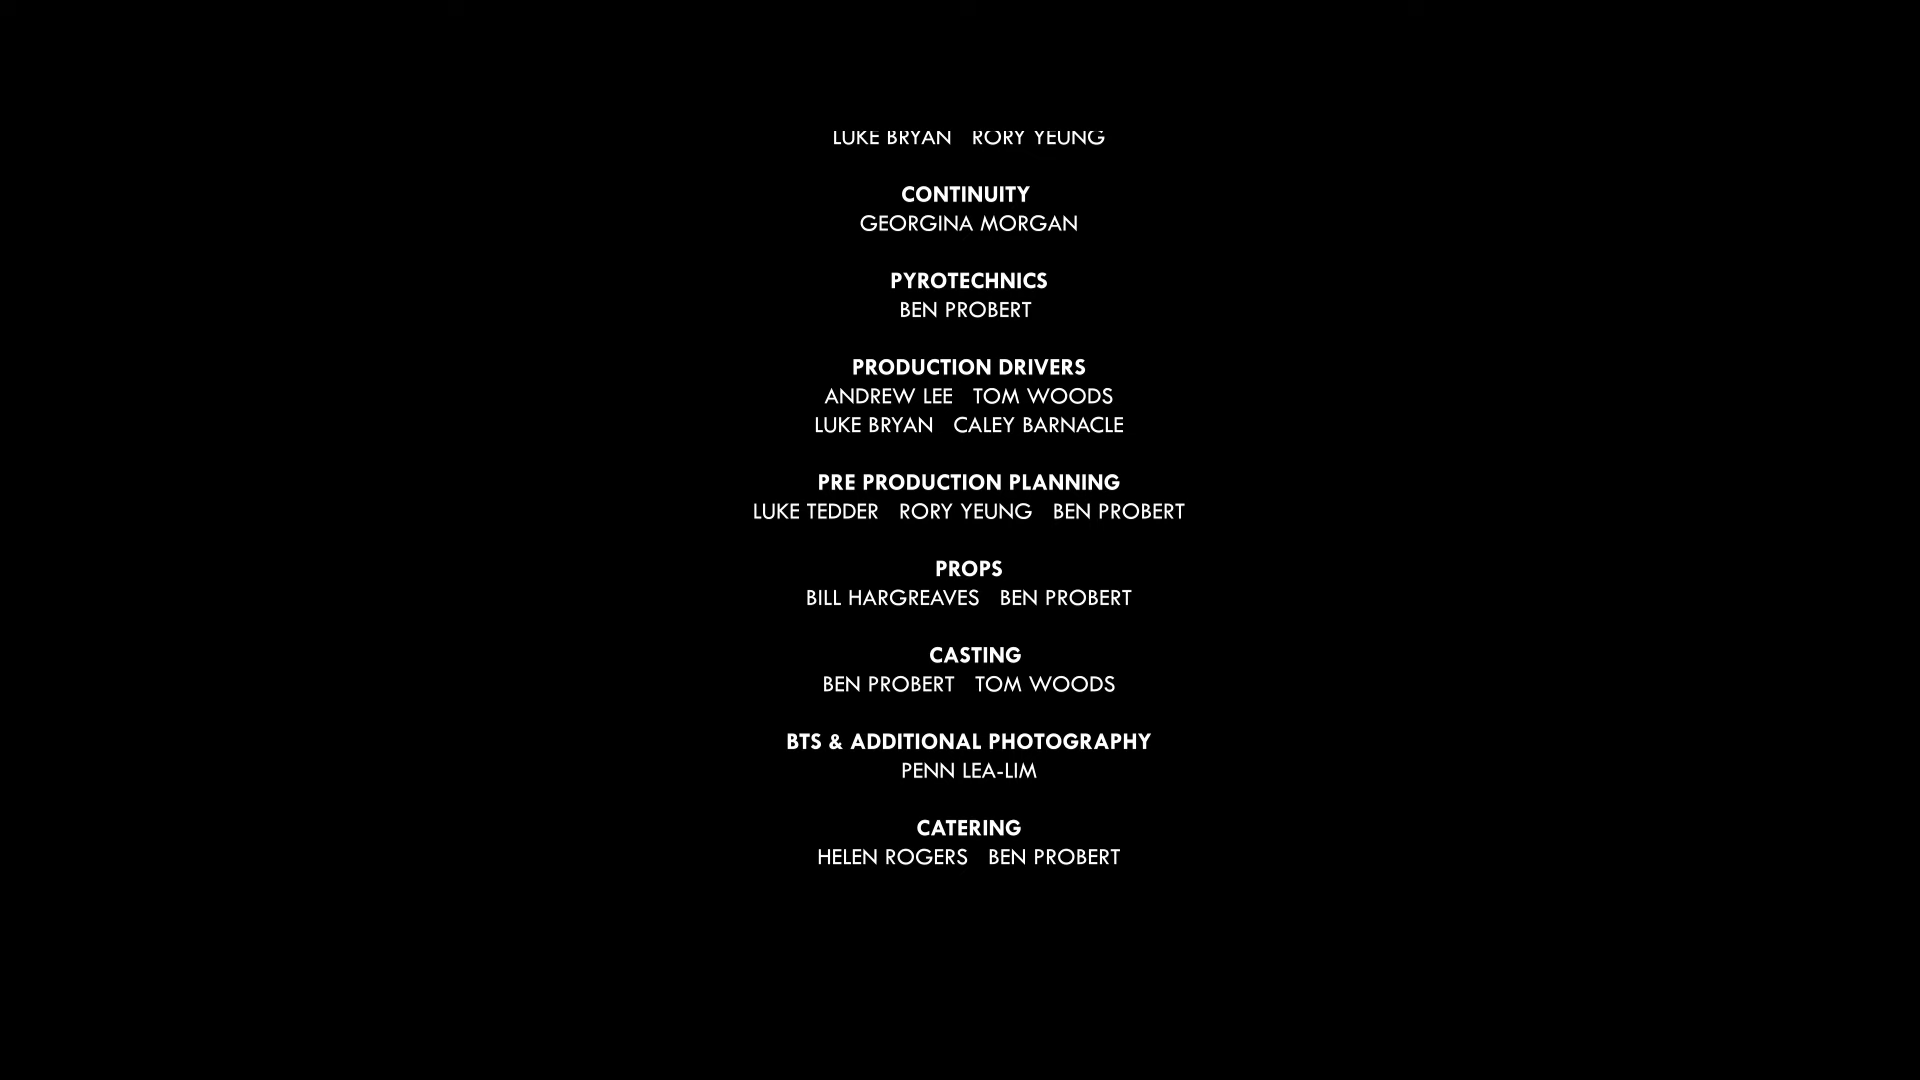 LUKE BRYAN RORY YEUNG
CONTINUITY
GEORGINA MORGAN
PYROTECHNICS
BEN PROBERT
PRODUCTION DRIVERS
ANDREW LEE TOM WOODS
LUKE BRYAN CALEY BARNACLE
PRE PRODUCTION PLANNING
LUKE TEDDER RORY YEUNG BEN PROBERT
PROPS
BILL HARGREAVES BEN PROBERT
CASTING
BEN PROBERT TOM WOODS
BTS & ADDITIONAL PHOTOGRAPHY
PENN LEA-LIM
CATERING
HELEN ROGERS BEN PROBERT